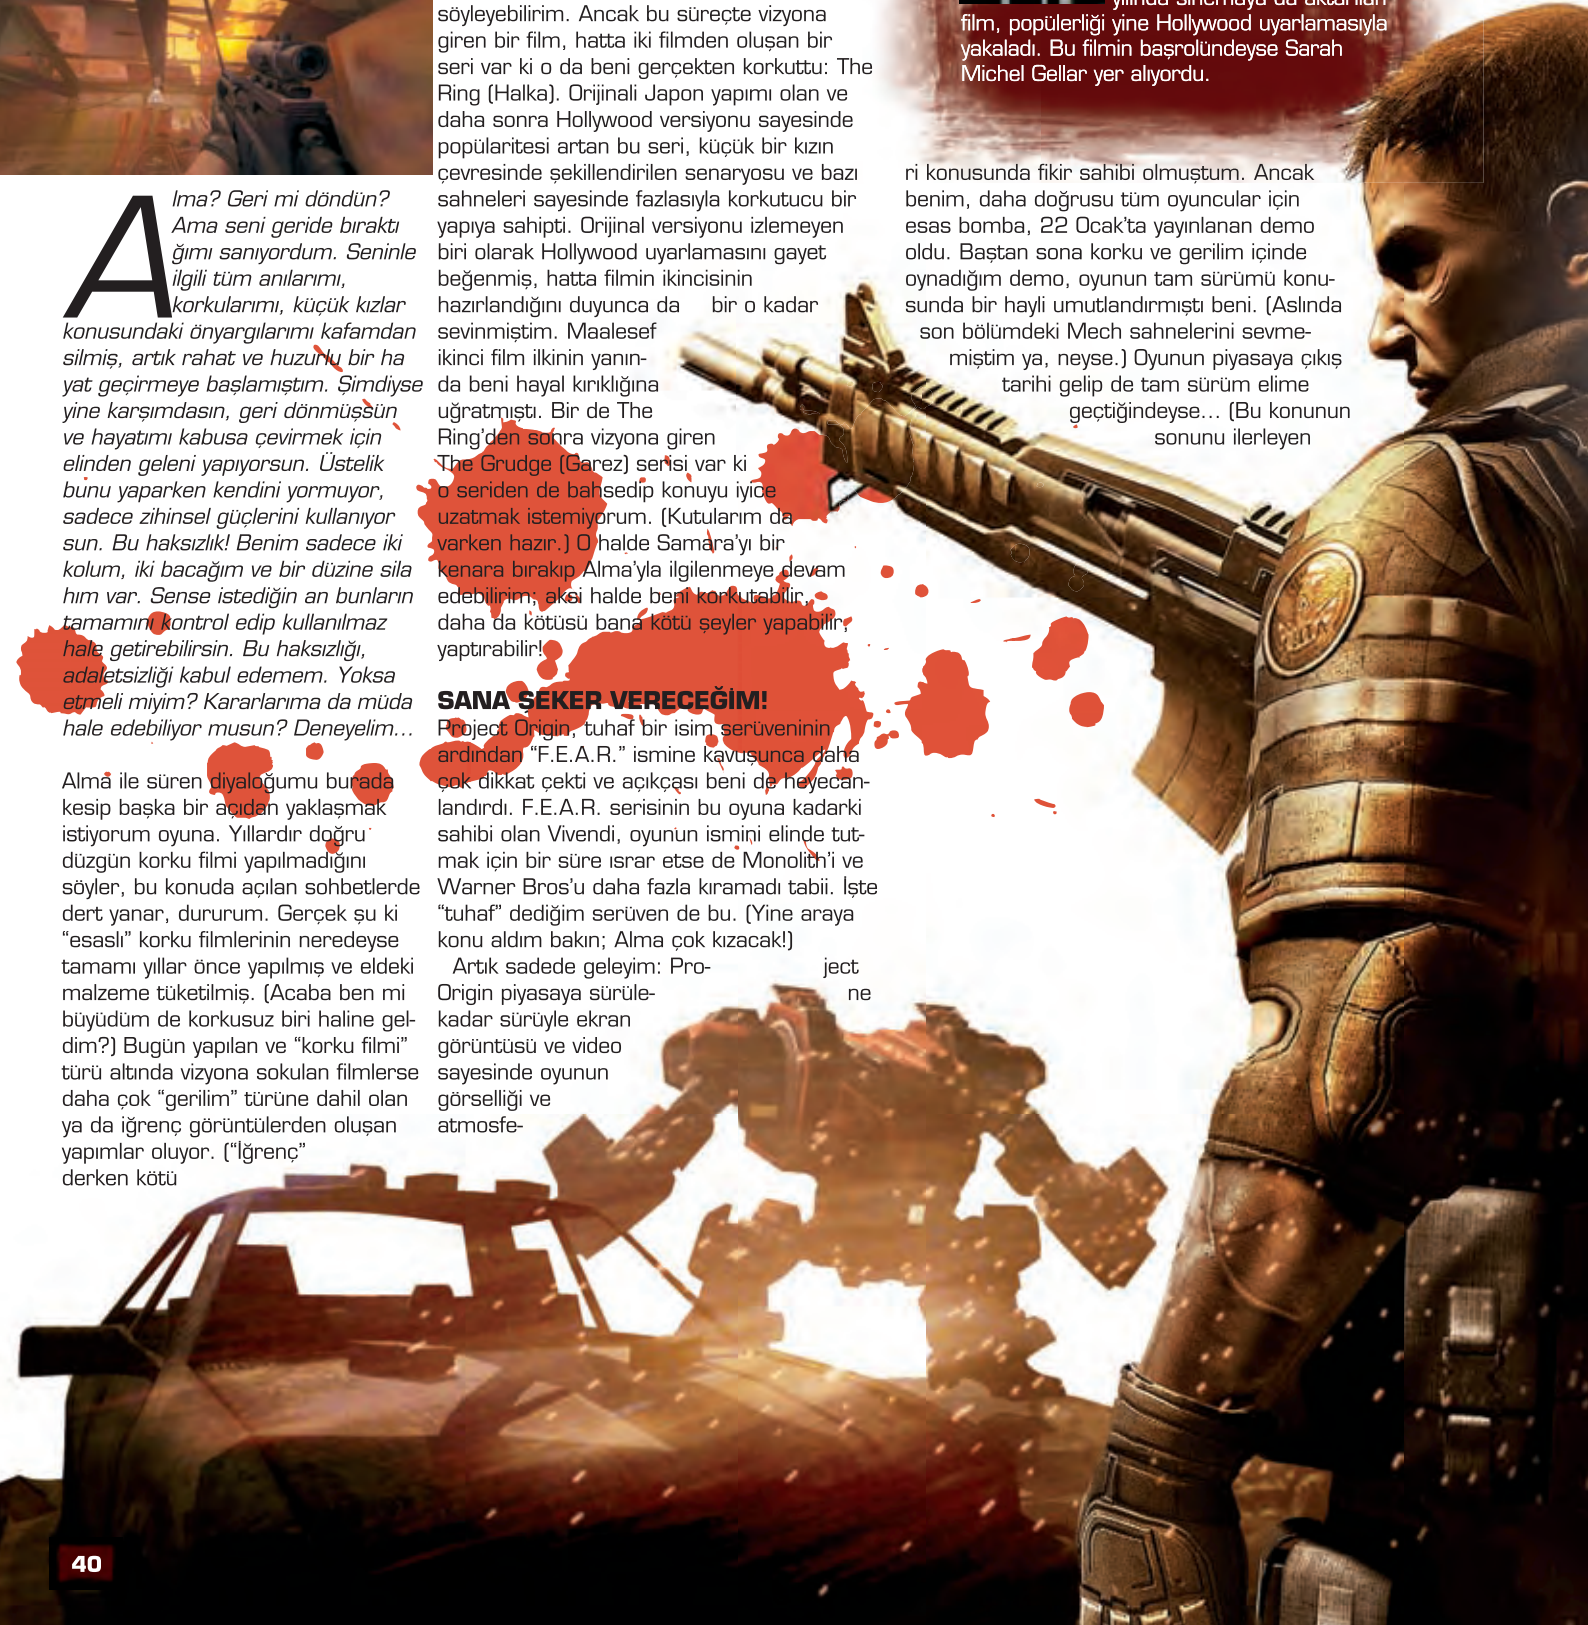 Alma? Geri mi döndün?
Ama seni geride bıraktı
ğımı sanıyordum. Seninle
ilgili tüm anılarımı,
korkularımı, küçük kızlar
konusundaki önyargılarımı kafamdan
silmiş, artık rahat ve huzurlu bir ha
yat geçirmeye başlamıştım. Şimdiyse
yine karşımdasın, geri dönmüşsün
ve hayatımı kabusa çevirmek için
elinden geleni yapıyorsun. Üstelik
bunu yaparken kendini yormuyor,
sadece zihinsel güçlerini kullanıyor
sun. Bu haksızlık! Benim sadece iki
kolum, iki bacağım ve bir düzine sila
hım var. Sense istediğin an bunların
tamamını kontrol edip kullanılmaz
hale getirebilirsin. Bu haksızlığı,
adaletsizliği kabul edemem. Yoksa
etmeli miyim? Kararlarıma da müda
hale edebiliyor musun? Deneyelim...
Alma ile süren diyaloğumu burada
kesip başka bir açıdan yaklaşmak
istiyorum oyuna. Yıllardır doğru
düzgün korku filmi yapılmadığını
söyler, bu konuda açılan sohbetlerde
dert yanar, dururum. Gerçek şu ki
“esaslı” korku filmlerinin neredeyse
tamamı yıllar önce yapılmış ve eldeki
malzeme tüketilmiş. (Acaba ben mi
büyüdüm de korkusuz biri haline gel-
dim?) Bugün yapılan ve “korku filmi”
türü altında vizyona sokulan filmlerse
daha çok “gerilim” türüne dahil olan
ya da iğrenç görüntülerden oluşan
yapımlar oluyor. (“İğrenç”
derken kötü
söyleyebilirim. Ancak bu süreçte vizyona
giren bir film, hatta iki filmden oluşan bir
seri var ki o da beni gerçekten korkuttu: The
Ring (Halka). Orijinali Japon yapımı olan ve
daha sonra Hollywood versiyonu sayesinde
popülaritesi artan bu seri, küçük bir kızın
çevresinde şekillendirilen senaryosu ve bazı
sahneleri sayesinde fazlasıyla korkutucu bir
yapıya sahipti. Orijinal versiyonu izlemeyen
biri olarak Hollywood uyarlamasını gayet
beğenmiş, hatta filmin ikincisinin
hazırlandığını duyunca da bir o kadar
sevinmiştim. Maalesef
ikinci film ilkinin yanın-
da beni hayal kırıklığına
uğratmıştı. Bir de The
Ring’den sonra vizyona giren
The Grudge (Garez) serisi var ki
o seriden de bahsedip konuyu iyice
uzatmak istemiyorum. (Kutularım da
varken hazır.) O halde Samara’yı bir
kenara bırakıp Alma’yla ilgilenmeye devam
edebilirim; aksi halde beni korkutabilir,
daha da kötüsü bana kötü şeyler yapabilir,
yaptırabilir!
SANA ŞEKER VERECEĞİM!
Project Origin, tuhaf bir isim serüveninin
ardından “F.E.A.R.” ismine kavuşunca daha
çok dikkat çekti ve açıkçası beni de heyecan-
landırdı. F.E.A.R. serisinin bu oyuna kadarki
sahibi olan Vivendi, oyunun ismini elinde tut-
mak için bir süre ısrar etse de Monolith’i ve
Warner Bros’u daha fazla kıramadı tabii. İşte
“tuhaf” dediğim serüven de bu. (Yine araya
konu aldım bakın; Alma çok kızacak!)
Artık sadede geleyim: Pro- ject
Origin piyasaya sürüle- ne
kadar sürüyle ekran
görüntüsü ve video
sayesinde oyunun
görselliği ve
atmosfe-
film, popülerliği yine Hollywood uyarlamasıyla
yakaladı. Bu filmin başrolündeyse Sarah
Michel Gellar yer alıyordu.
ri konusunda fikir sahibi olmuştum. Ancak
benim, daha doğrusu tüm oyuncular için
esas bomba, 22 Ocak’ta yayınlanan demo
oldu. Baştan sona korku ve gerilim içinde
oynadığım demo, oyunun tam sürümü konu-
sunda bir hayli umutlandırmıştı beni. (Aslında
son bölümdeki Mech sahnelerini sevme-
miştim ya, neyse.) Oyunun piyasaya çıkış
tarihi gelip de tam sürüm elime
geçtiğindeyse... (Bu konunun
sonunu ilerleyen
40